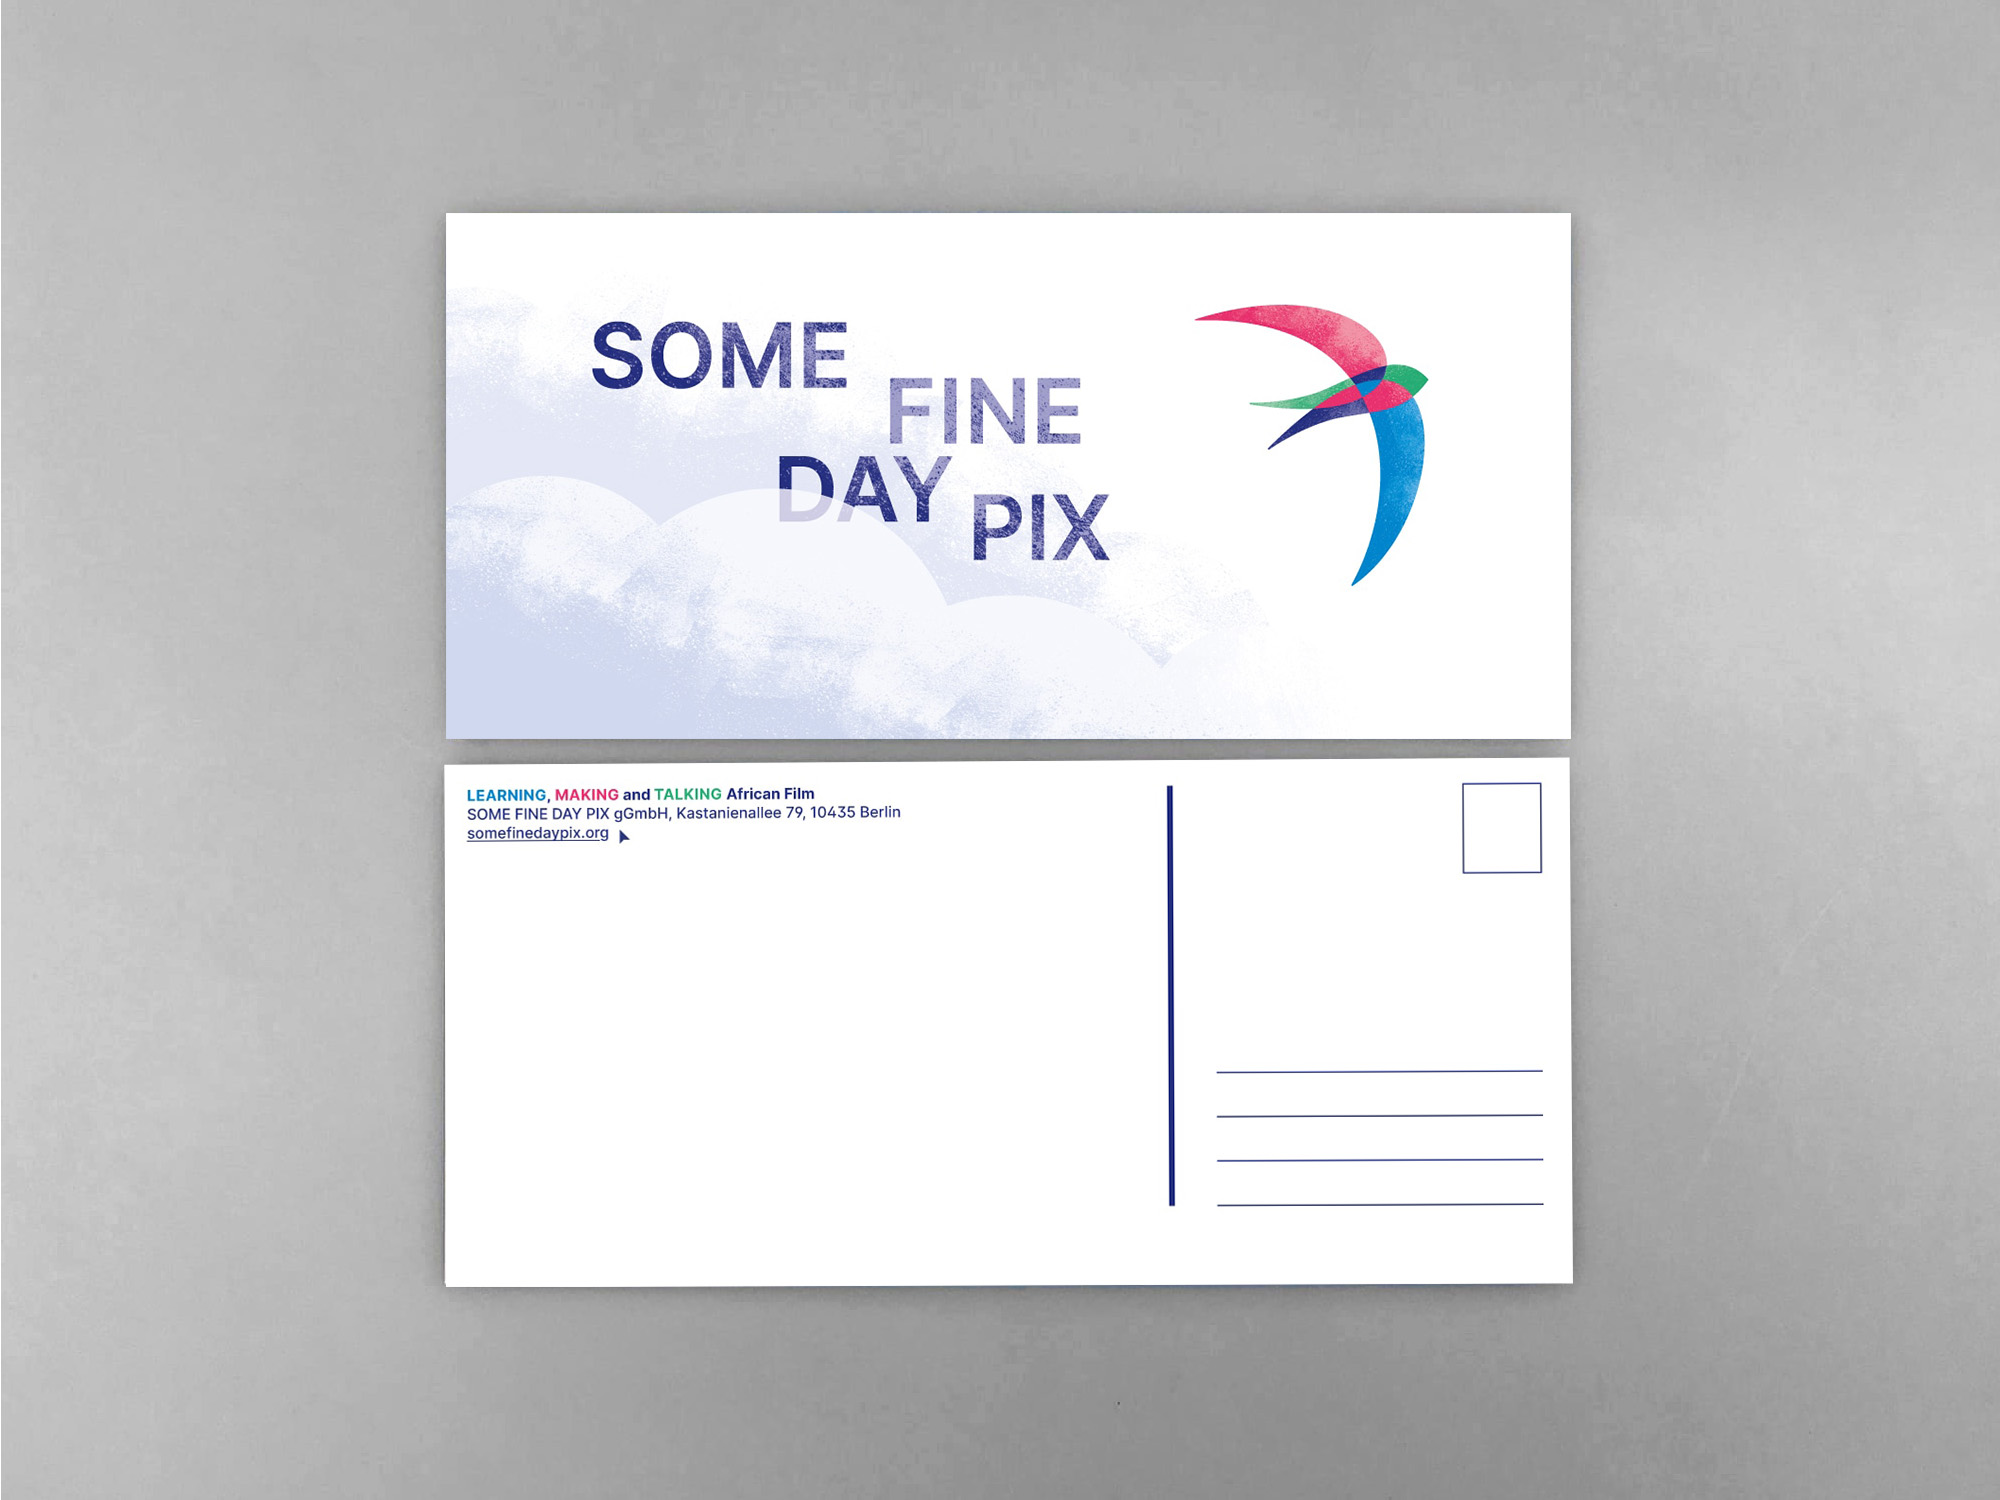 SOME
FINE
DAY
PIX
LEARNING, MAKING and TALKING African Film
SOME FINE DAY PIX gGmbH, Kastanienallee 79, 10435 Berlin
somefinedaypix.org